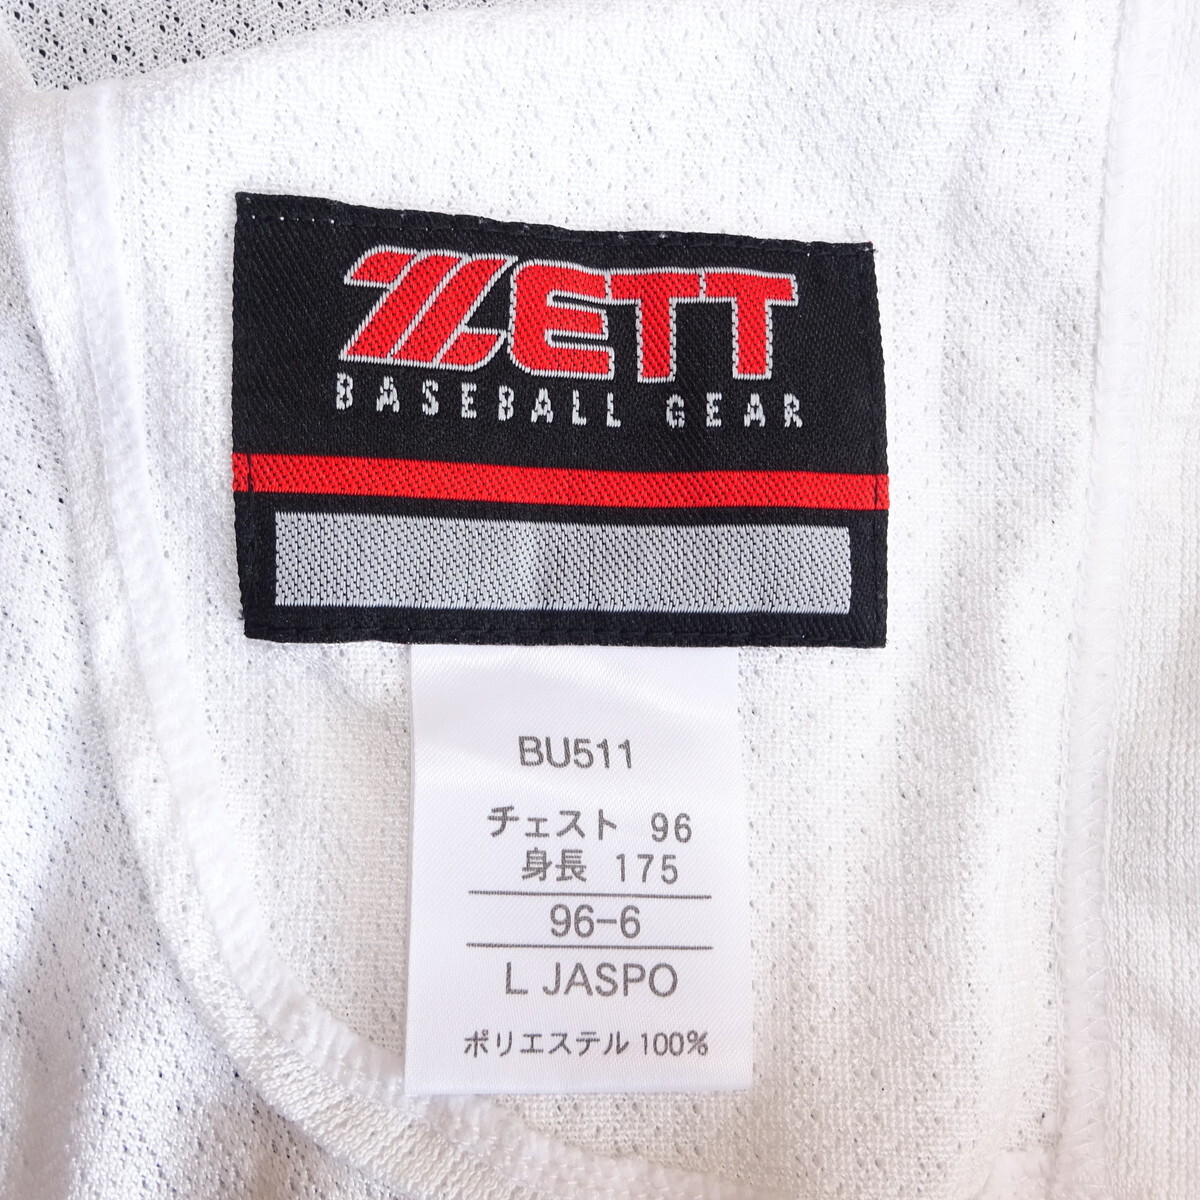 ZETT
BASEBALL GEAR
BU511
チェスト 96
身長 175
96-6
L JASPO
ポリエステル 100%